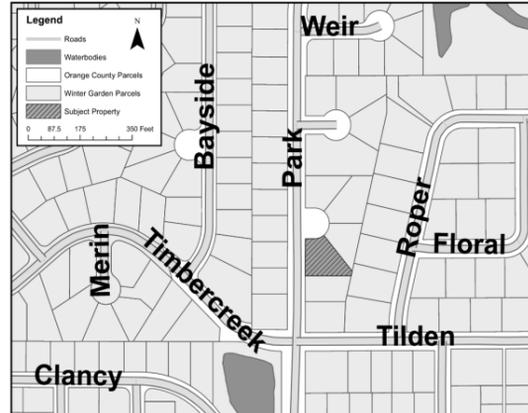 Legend
N
Roads
Waterbodies
Orange County Parcels
Winter Garden Parcels
Subject Property
0 87.5 175 350 Feet
Weir
Bayside
Park
Roper
Floral
Merin
Timbercreek
Tilden
Clancy